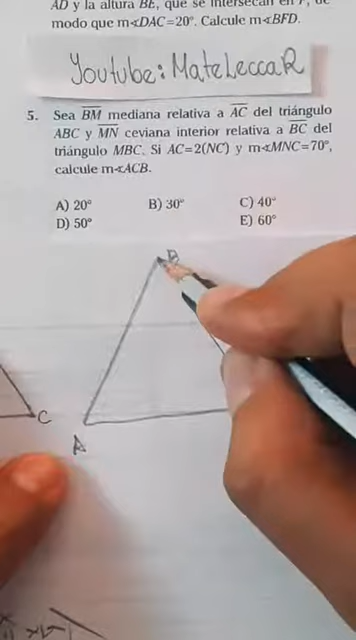 AD y la altura BE, que se intersecan en F, de
modo que m∢DAC=20°. Calcule m∢BFD.
Youtube: MateLeccaR
5. Sea BM mediana relativa a AC del triángulo
ABC y MN ceviana interior relativa a BC del
triángulo MBC. Si AC=2(NC) y m∢MNC=70°,
calcule m∢ACB.
A) 20° B) 30° C) 40°
D) 50° E) 60°
B
C
A